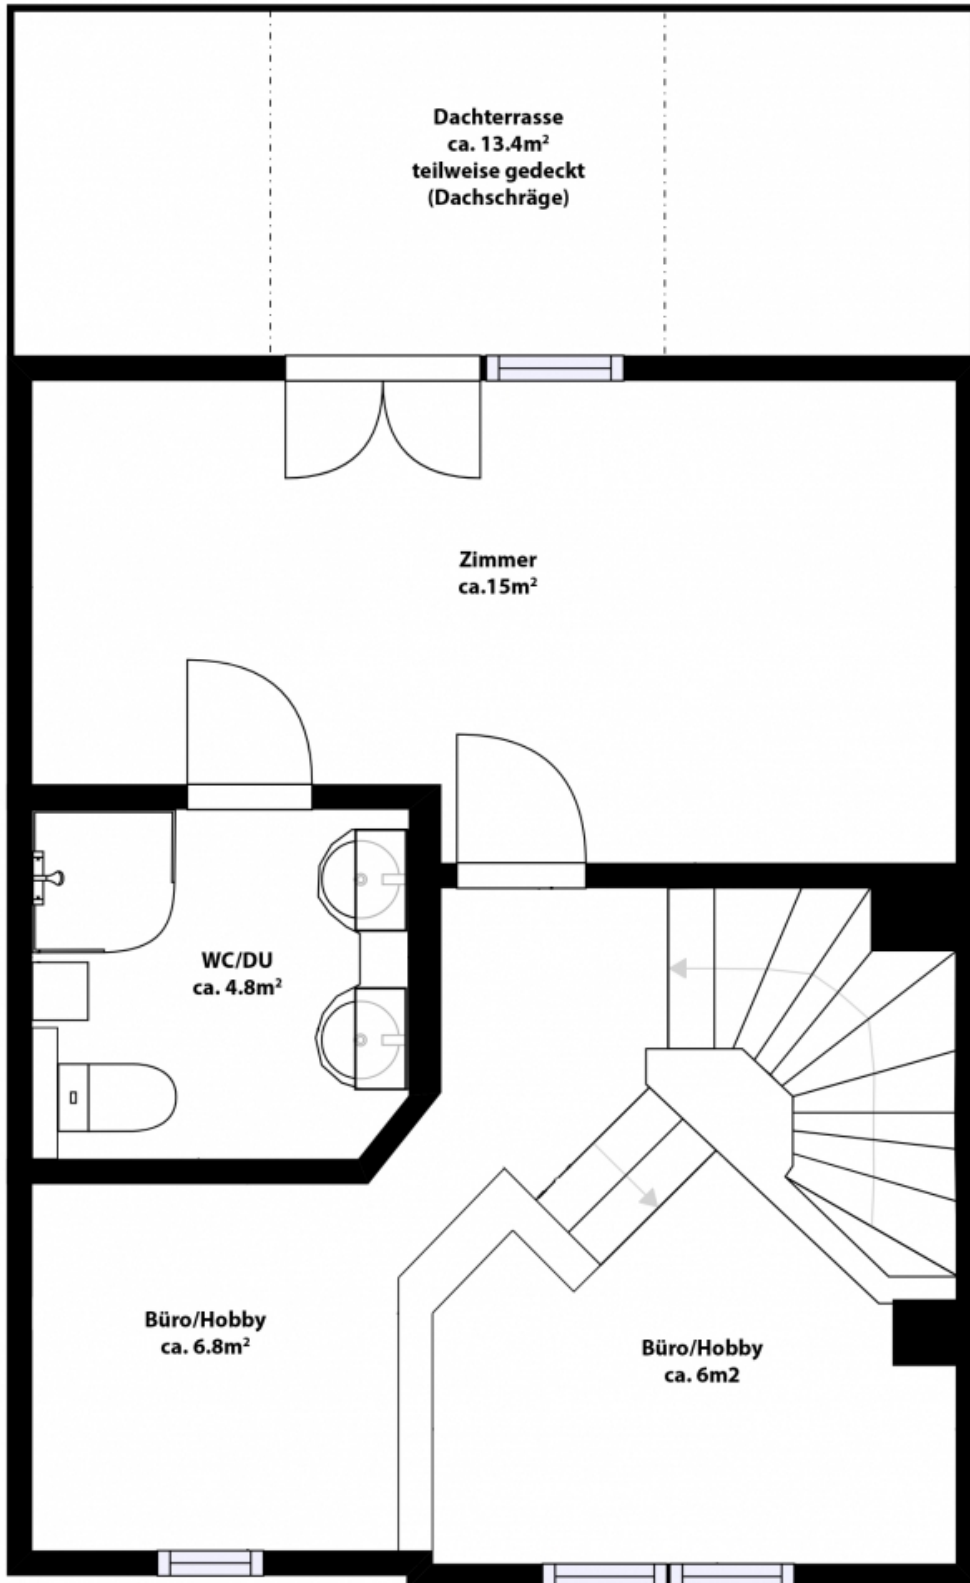 Dachterrasse
ca. 13.4m²
teilweise gedeckt
(Dachschräge)
Zimmer
ca.15m²
WC/DU
ca. 4.8m²
Büro/Hobby
ca. 6.8m²
Büro/Hobby
ca. 6m2